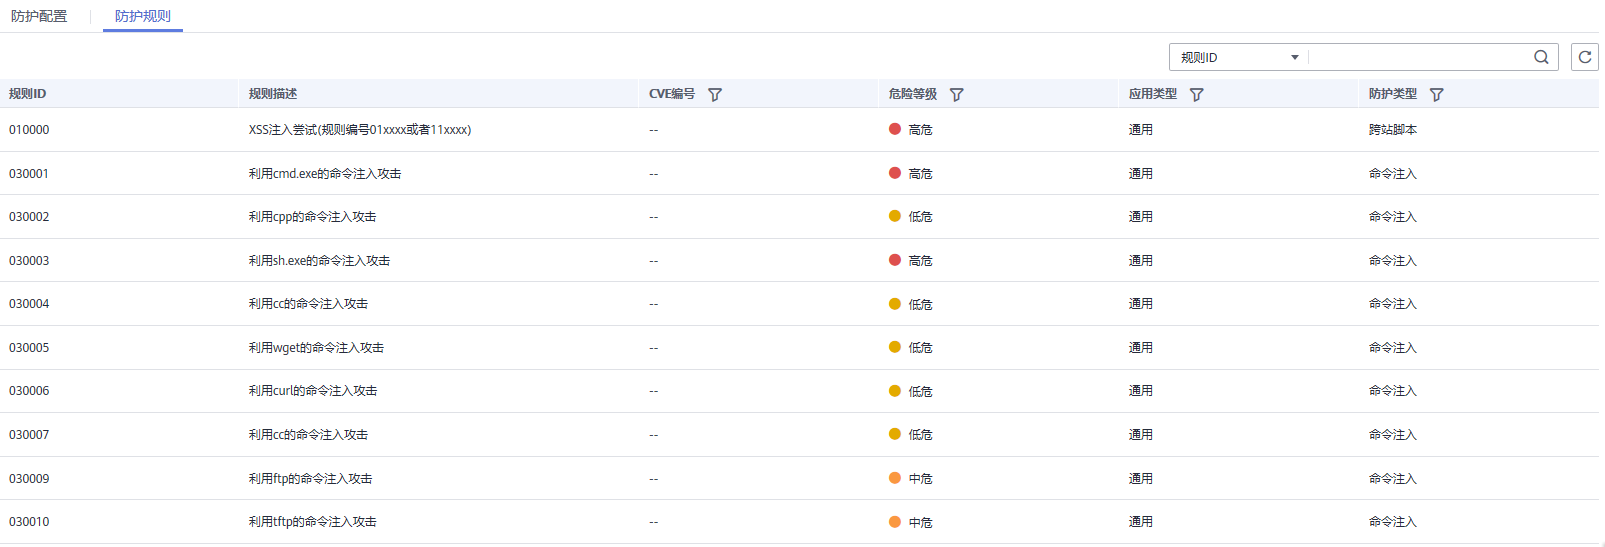 防护配置 防护规则
规则ID
规则ID 规则描述 CVE编号 危险等级 应用类型 防护类型
010000 XSS注入尝试(规则编号01xxxx或者11xxxx) -- 高危 通用 跨站脚本
030001 利用cmd.exe的命令注入攻击 -- 高危 通用 命令注入
030002 利用cpp的命令注入攻击 -- 低危 通用 命令注入
030003 利用sh.exe的命令注入攻击 -- 高危 通用 命令注入
030004 利用cc的命令注入攻击 -- 低危 通用 命令注入
030005 利用wget的命令注入攻击 -- 低危 通用 命令注入
030006 利用curl的命令注入攻击 -- 低危 通用 命令注入
030007 利用cc的命令注入攻击 -- 低危 通用 命令注入
030009 利用ftp的命令注入攻击 -- 中危 通用 命令注入
030010 利用tftp的命令注入攻击 -- 中危 通用 命令注入